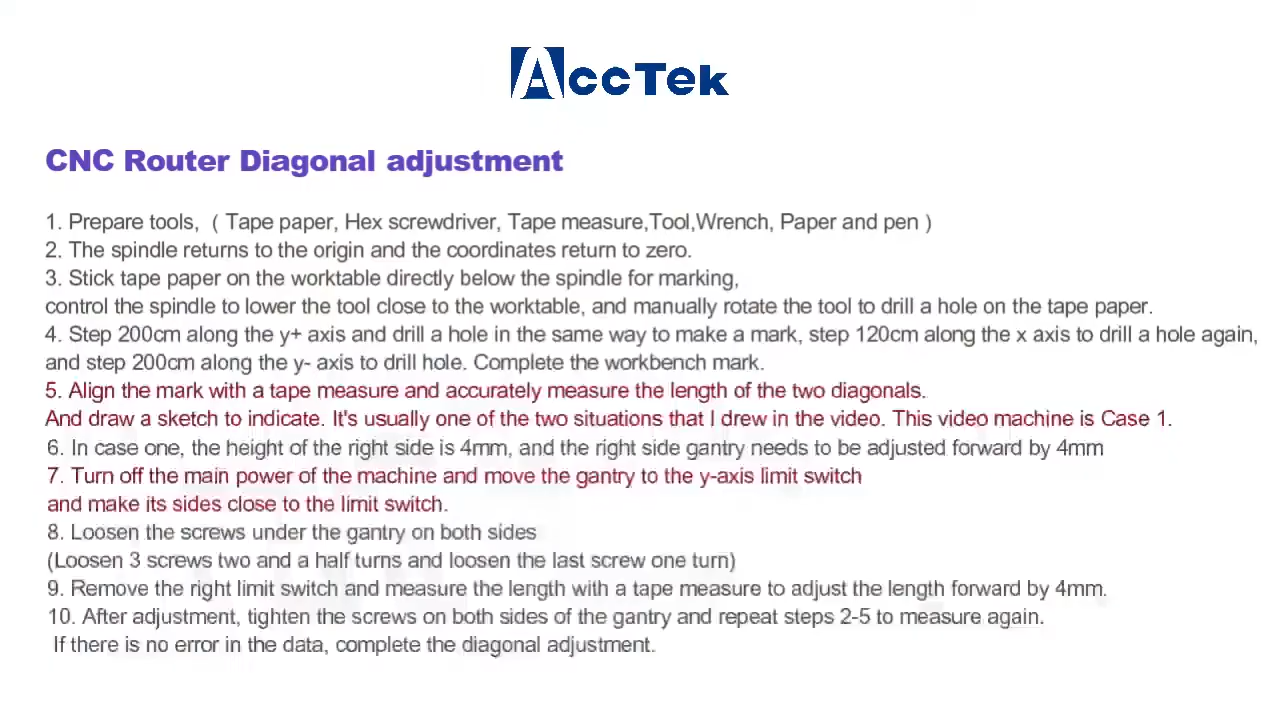 AccTek
CNC Router Diagonal adjustment
1. Prepare tools,（ Tape paper, Hex screwdriver, Tape measure,Tool,Wrench, Paper and pen ）
2. The spindle returns to the origin and the coordinates return to zero.
3. Stick tape paper on the worktable directly below the spindle for marking,
control the spindle to lower the tool close to the worktable, and manually rotate the tool to drill a hole on the tape paper.
4. Step 200cm along the y+ axis and drill a hole in the same way to make a mark, step 120cm along the x axis to drill a hole again,
and step 200cm along the y- axis to drill hole. Complete the workbench mark.
5. Align the mark with a tape measure and accurately measure the length of the two diagonals.
And draw a sketch to indicate. It's usually one of the two situations that I drew in the video. This video machine is Case 1.
6. In case one, the height of the right side is 4mm, and the right side gantry needs to be adjusted forward by 4mm
7. Turn off the main power of the machine and move the gantry to the y-axis limit switch
and make its sides close to the limit switch.
8. Loosen the screws under the gantry on both sides
(Loosen 3 screws two and a half turns and loosen the last screw one turn)
9. Remove the right limit switch and measure the length with a tape measure to adjust the length forward by 4mm.
10. After adjustment, tighten the screws on both sides of the gantry and repeat steps 2-5 to measure again.
If there is no error in the data, complete the diagonal adjustment.